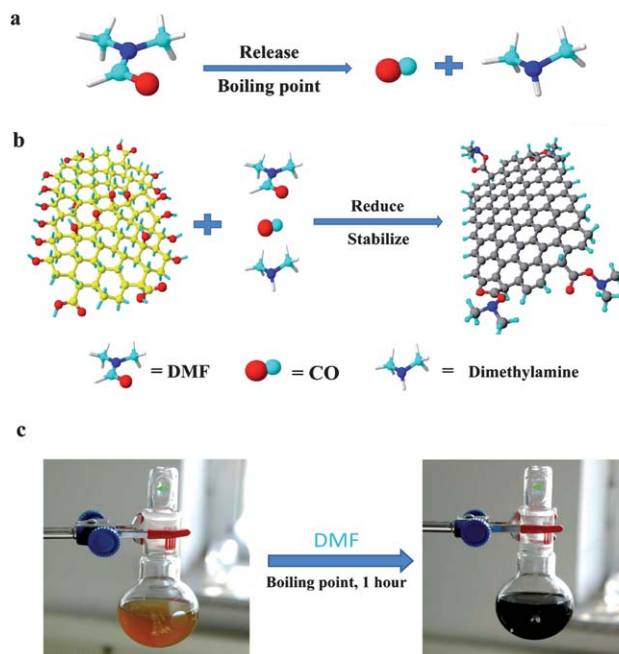 a
Release
Boiling point
b
Reduce
Stabilize
= DMF
= CO
= Dimethylamine
c
DMF
Boiling point, 1 hour